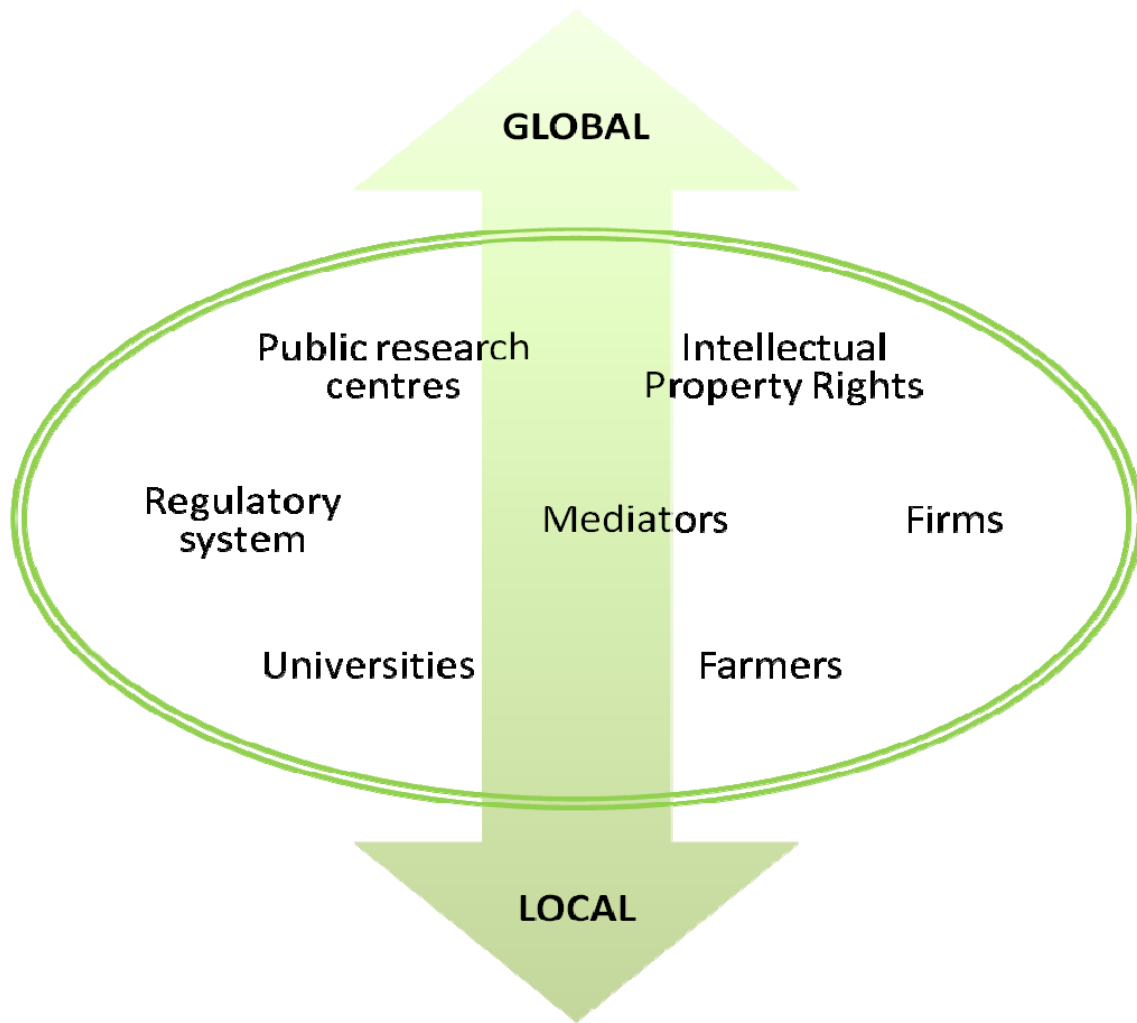 GLOBAL
Public research
centres
Intellectual
Property Rights
Regulatory
system
Mediators
Firms
Universities
Farmers
LOCAL